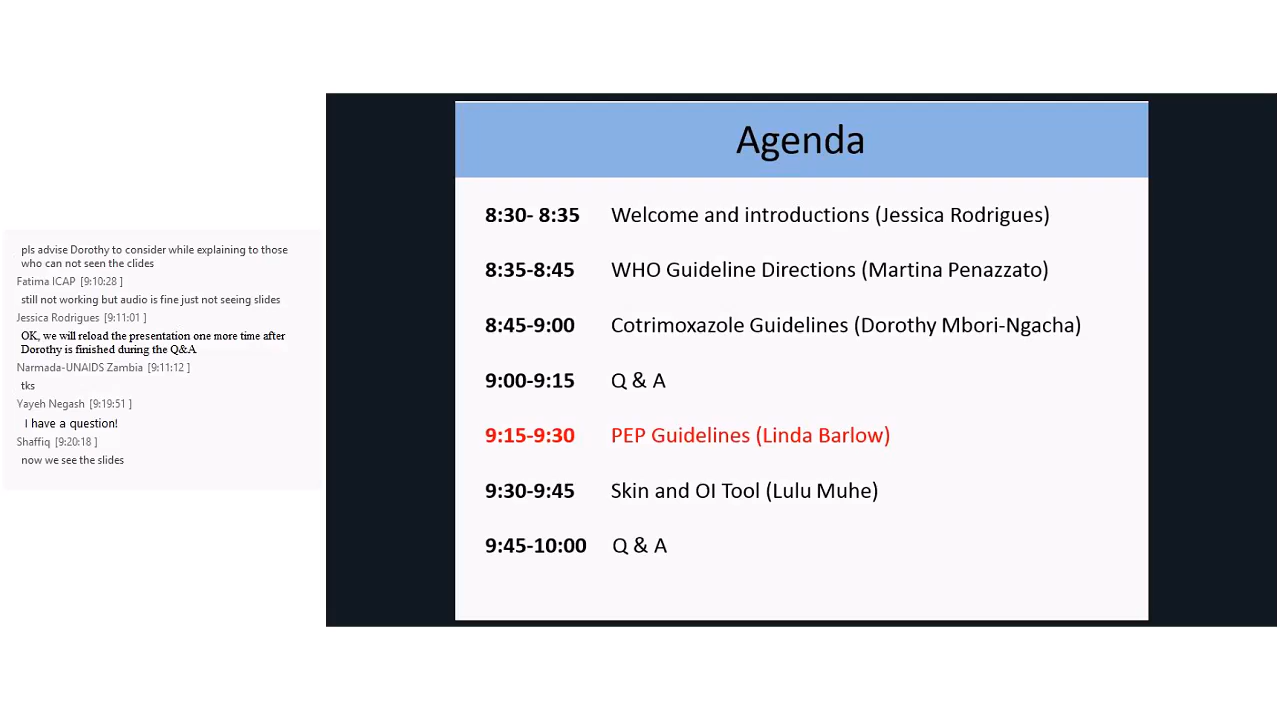 pls advise Dorothy to consider while explaining to those
who can not seen the clides
Fatima ICAP [9:10:28 ]
still not working but audio is fine just not seeing slides
Jessica Rodrigues [9:11:01 ]
OK, we will reload the presentation one more time after
Dorothy is finished during the Q&A
Narmada-UNAIDS Zambia [9:11:12 ]
tks
Yayeh Negash [9:19:51 ]
I have a question!
Shaffiq [9:20:18 ]
now we see the slides
Agenda
8:30- 8:35 Welcome and introductions (Jessica Rodrigues)
8:35-8:45 WHO Guideline Directions (Martina Penazzato)
8:45-9:00 Cotrimoxazole Guidelines (Dorothy Mbori-Ngacha)
9:00-9:15 Q & A
9:15-9:30 PEP Guidelines (Linda Barlow)
9:30-9:45 Skin and OI Tool (Lulu Muhe)
9:45-10:00 Q & A